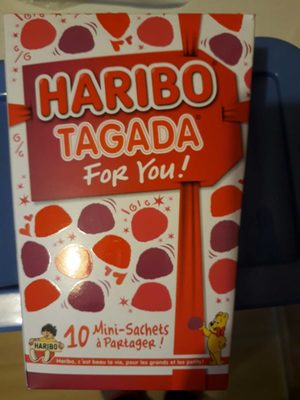 HARIBO
TAGADA
FOR YOU!
10 Mini-Sachets
à Partager !
HARIBO
Haribo, c'est beau la vie, pour les grands et les petits !